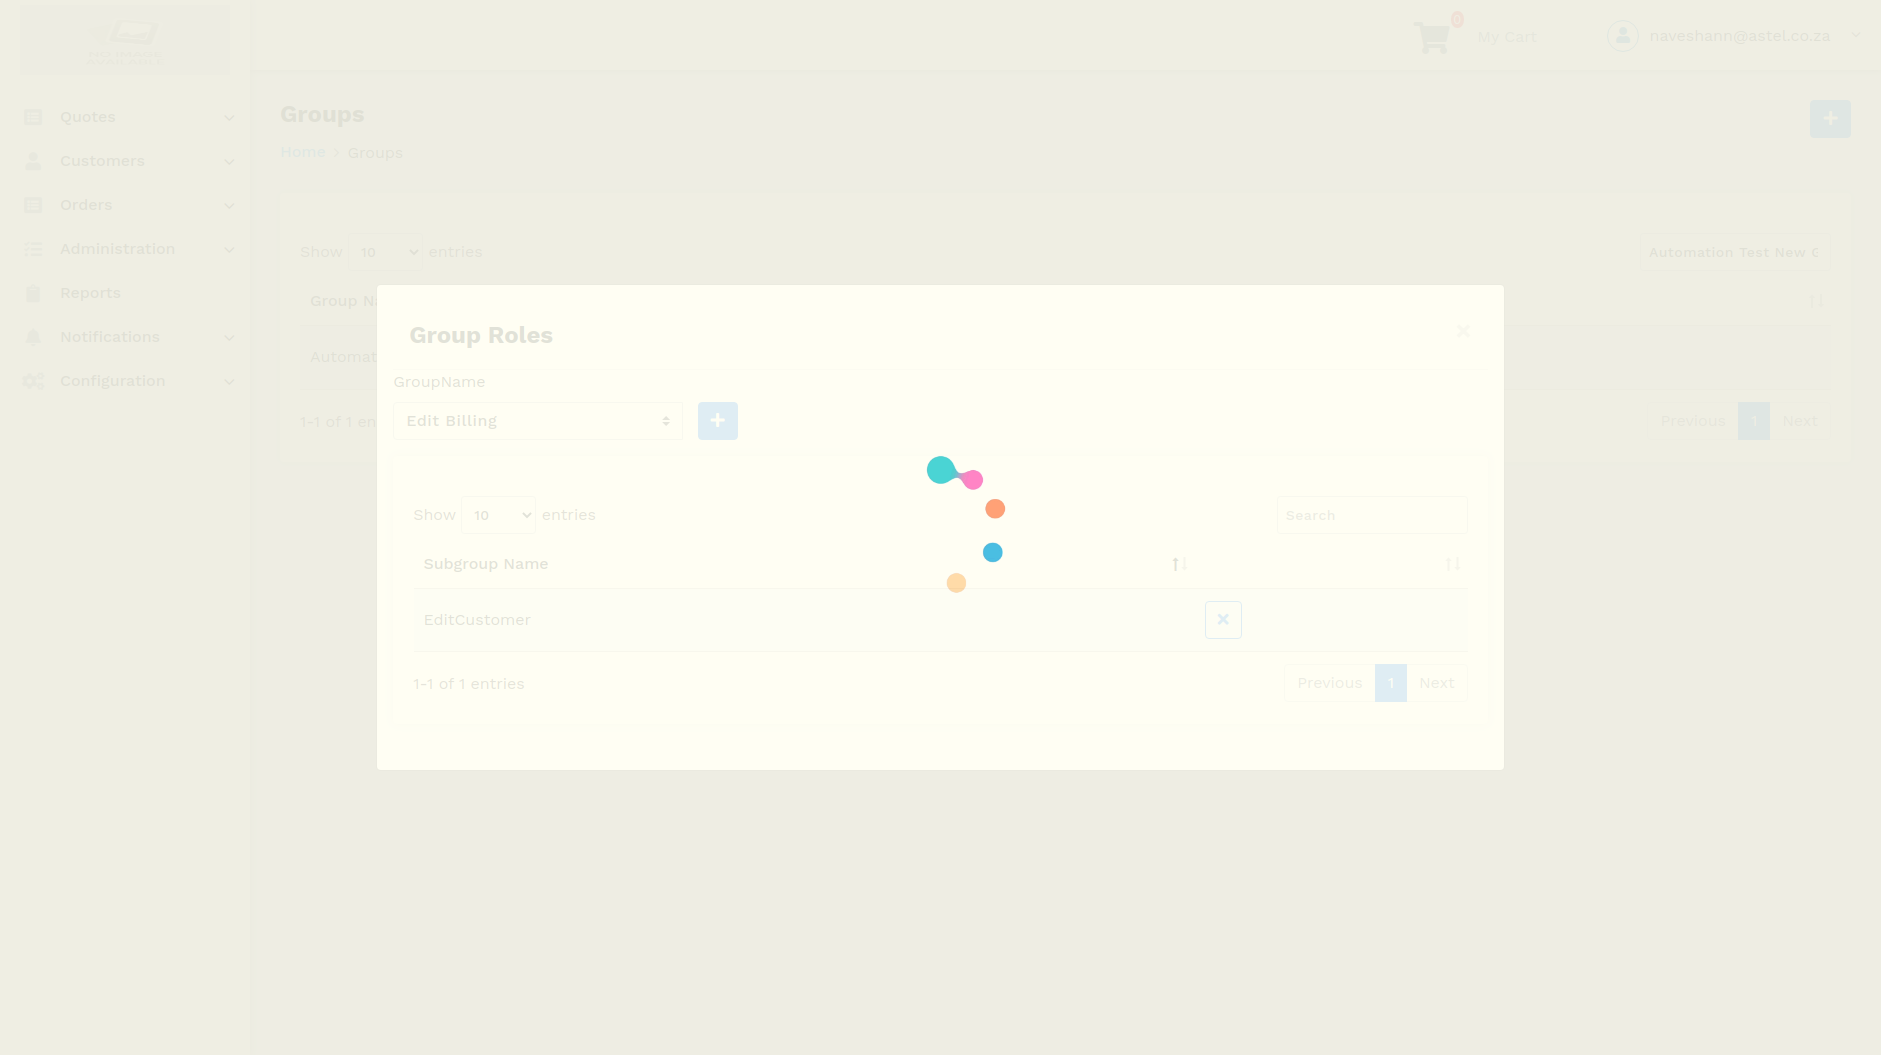 0
My Cart
naveshann@astel.co.za
Quotes
Customers
Orders
Administration
Reports
Notifications
Configuration
Groups
Home
Groups
Show 10 entries
Automation Test New G
Group Na
Automat
1-1 of 1 en
Previous 1 Next
Group Roles
GroupName
Edit Billing
Show 10 entries
Search
Subgroup Name
EditCustomer
1-1 of 1 entries
Previous 1 Next